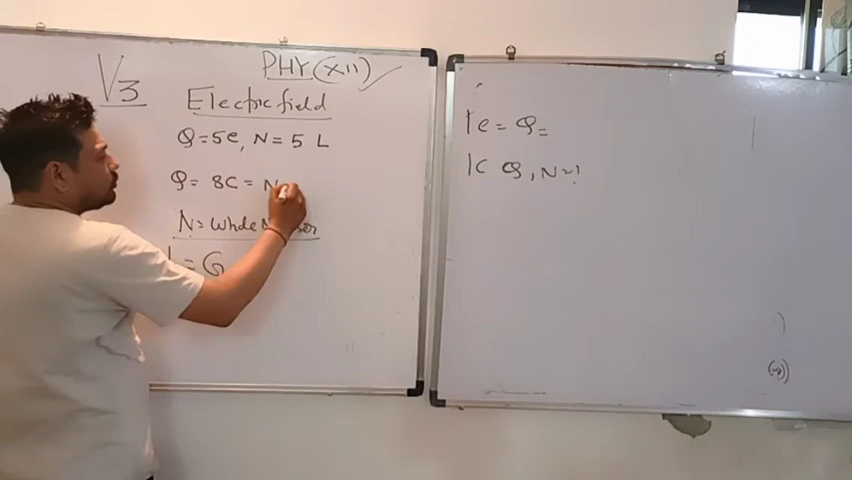 V3
PHY(XII)
Electric field
Q=5e, N=5 L
Q= 8C = N
N=Whole
= G
1e = Q=
1C Q, N=?